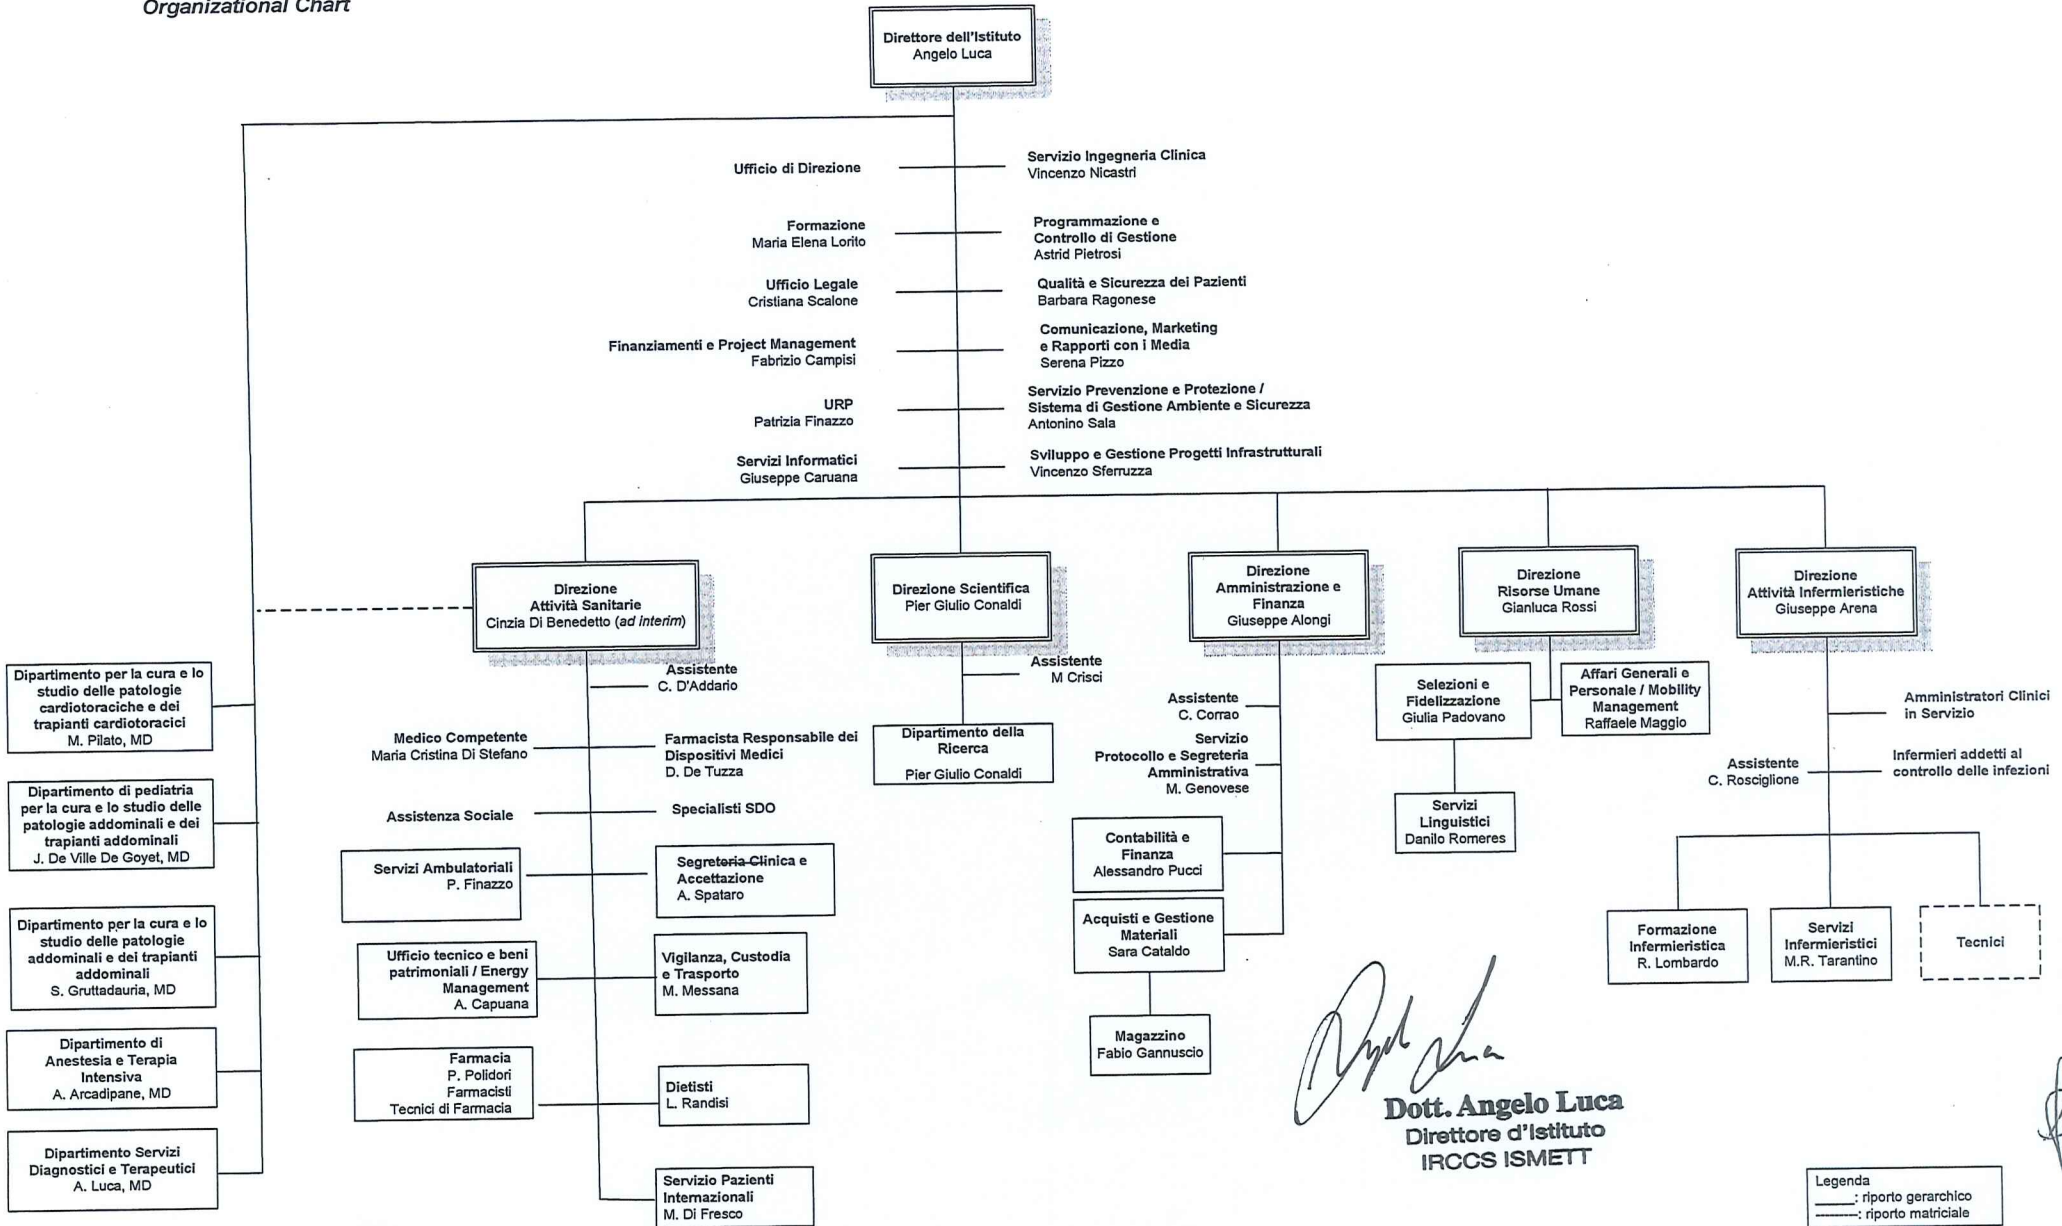 Organizational Chart
Direttore dell'Istituto
Angelo Luca
Ufficio di Direzione
Servizio Ingegneria Clinica
Vincenzo Nicastri
Formazione
Maria Elena Lorito
Programmazione e
Controllo di Gestione
Astrid Pietrosi
Ufficio Legale
Cristiana Scalone
Qualità e Sicurezza dei Pazienti
Barbara Ragonese
Finanziamenti e Project Management
Fabrizio Campisi
Comunicazione, Marketing
e Rapporti con i Media
Serena Pizzo
URP
Patrizia Finazzo
Servizio Prevenzione e Protezione /
Sistema di Gestione Ambiente e Sicurezza
Antonino Sala
Servizi Informatici
Giuseppe Caruana
Sviluppo e Gestione Progetti Infrastrutturali
Vincenzo Sferruzza
Direzione
Attività Sanitarie
Cinzia Di Benedetto (ad interim)
Direzione Scientifica
Pier Giulio Conaldi
Direzione
Amministrazione e
Finanza
Giuseppe Alongi
Direzione
Risorse Umane
Gianluca Rossi
Direzione
Attività Infermieristiche
Giuseppe Arena
Dipartimento per la cura e lo
studio delle patologie
cardiotoraciche e dei
trapianti cardiotoracici
M. Pilato, MD
Dipartimento di pediatria
per la cura e lo studio delle
patologie addominali e dei
trapianti addominali
J. De Ville De Goyet, MD
Dipartimento per la cura e lo
studio delle patologie
addominali e dei trapianti
addominali
S. Gruttadauria, MD
Dipartimento di
Anestesia e Terapia
Intensiva
A. Arcadipane, MD
Dipartimento Servizi
Diagnostici e Terapeutici
A. Luca, MD
Assistente
C. D'Addario
Medico Competente
Maria Cristina Di Stefano
Farmacista Responsabile dei
Dispositivi Medici
D. De Tuzza
Assistenza Sociale
Specialisti SDO
Servizi Ambulatoriali
P. Finazzo
Segreteria Clinica e
Accettazione
A. Spataro
Ufficio tecnico e beni
patrimoniali / Energy
Management
A. Capuana
Vigilanza, Custodia
e Trasporto
M. Messana
Farmacia
P. Polidori
Farmacisti
Tecnici di Farmacia
Dietisti
L. Randisi
Servizio Pazienti
Internazionali
M. Di Fresco
Assistente
M Crisci
Dipartimento della
Ricerca
Pier Giulio Conaldi
Assistente
C. Corrao
Servizio
Protocollo e Segreteria
Amministrativa
M. Genovese
Contabilità e
Finanza
Alessandro Pucci
Acquisti e Gestione
Materiali
Sara Cataldo
Magazzino
Fabio Gannuscio
Selezioni e
Fidelizzazione
Giulia Padovano
Affari Generali e
Personale / Mobility
Management
Raffaele Maggio
Servizi
Linguistici
Danilo Romeres
Amministratori Clinici
in Servizio
Assistente
C. Rosciglione
Infermieri addetti al
controllo delle infezioni
Formazione
Infermieristica
R. Lombardo
Servizi
Infermieristici
M.R. Tarantino
Tecnici
Dott. Angelo Luca
Direttore d'Istituto
IRCCS ISMETT
Legenda
_____: riporto gerarchico
--------: riporto matriciale